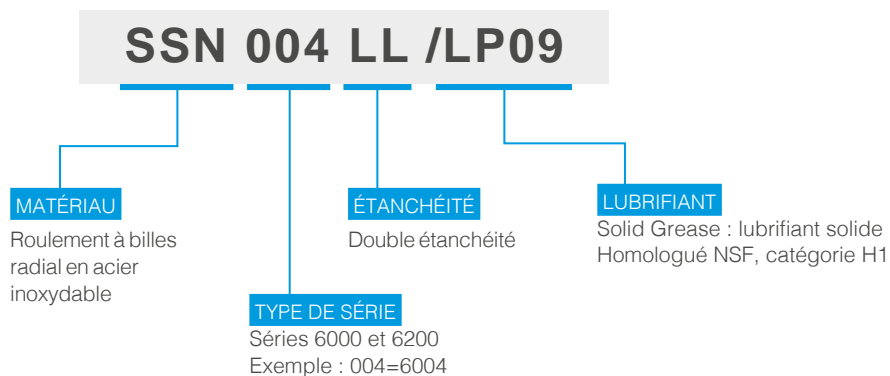 SSN 004 LL /LP09
MATÉRIAU
Roulement à billes
radial en acier
inoxydable
TYPE DE SÉRIE
Séries 6000 et 6200
Exemple : 004=6004
ÉTANCHÉITÉ
Double étanchéité
LUBRIFIANT
Solid Grease : lubrifiant solide
Homologué NSF, catégorie H1